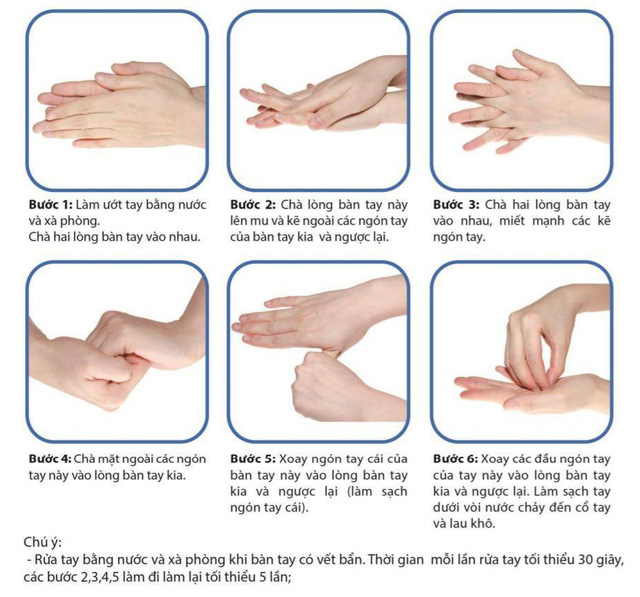 Bước 1: Làm ướt tay bằng nước
và xà phòng.
Chà hai lòng bàn tay vào nhau.
Bước 2: Chà lòng bàn tay này
lên mu và kẽ ngoài các ngón tay
của bàn tay kia và ngược lại.
Bước 3: Chà hai lòng bàn tay
vào nhau, miết mạnh các kẽ
ngón tay.
Bước 4: Chà mặt ngoài các ngón
tay này vào lòng bàn tay kia.
Bước 5: Xoay ngón tay cái của
bàn tay này vào lòng bàn tay
kia và ngược lại (làm sạch
ngón tay cái).
Bước 6: Xoay các đầu ngón tay
của tay này vào lòng bàn tay
kia và ngược lại. Làm sạch tay
dưới vòi nước chảy đến cổ tay
và lau khô.
Chú ý:
- Rửa tay bằng nước và xà phòng khi bàn tay có vết bẩn. Thời gian mỗi lần rửa tay tối thiểu 30 giây,
các bước 2,3,4,5 làm đi làm lại tối thiểu 5 lần;